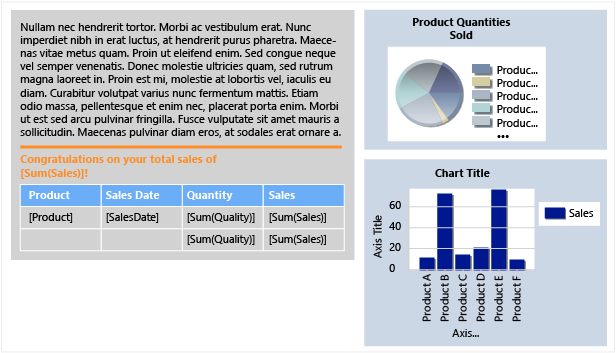 Nullam nec hendrerit tortor. Morbi ac vestibulum erat. Nunc
imperdiet nibh in erat luctus, at hendrerit purus pharetra. Maece-
nas vitae metus quam. Proin ut eleifend enim. Sed congue neque
vel semper venenatis. Donec molestie ultricies quam, sed rutrum
magna laoreet in. Proin est mi, molestie at lobortis vel, iaculis eu
diam. Curabitur volutpat varius nunc fermentum mattis. Etiam
odio massa, pellentesque et enim nec, placerat porta enim. Morbi
ut est sed arcu pulvinar fringilla. Fusce vulputate sit amet mauris a
sollicitudin. Maecenas pulvinar diam eros, at sodales erat ornare a.
Congratulations on your total sales of
[Sum(Sales)]!
Product Sales Date Quantity Sales
[Product] [SalesDate] [Sum(Quality)] [Sum(Sales)]
[Sum(Quality)] [Sum(Sales)]
Product Quantities
Sold
Produc...
Produc...
Produc...
Produc...
Produc...
•••
Chart Title
Axis Title
60
40
20
0
Product A
Product B
Product C
Product D
Product E
Product F
Axis...
Sales